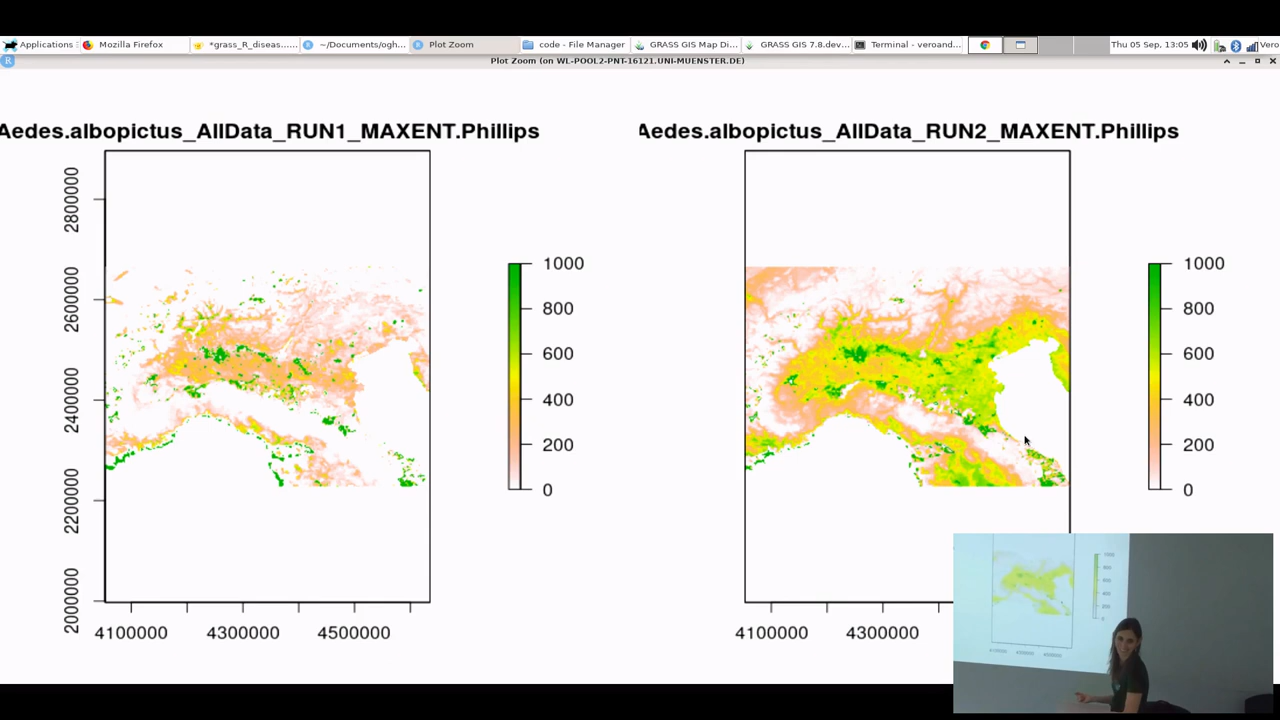 Applications
Mozilla Firefox
*grass_R_diseas......
~/Documents/ogh...
Plot Zoom
code - File Manager
GRASS GIS Map Di...
GRASS GIS 7.8.dev...
Terminal - veroand...
Thu 05 Sep, 13:05
Vero
Plot Zoom (on WL-POOL2-PNT-16121.UNI-MUENSTER.DE)
Aedes.albopictus_AllData_RUN1_MAXENT.Phillips
2800000
2600000
2400000
2200000
2000000
4100000 4300000 4500000
1000
800
600
400
200
0
Aedes.albopictus_AllData_RUN2_MAXENT.Phillips
4100000 4300000
1000
800
600
400
200
0